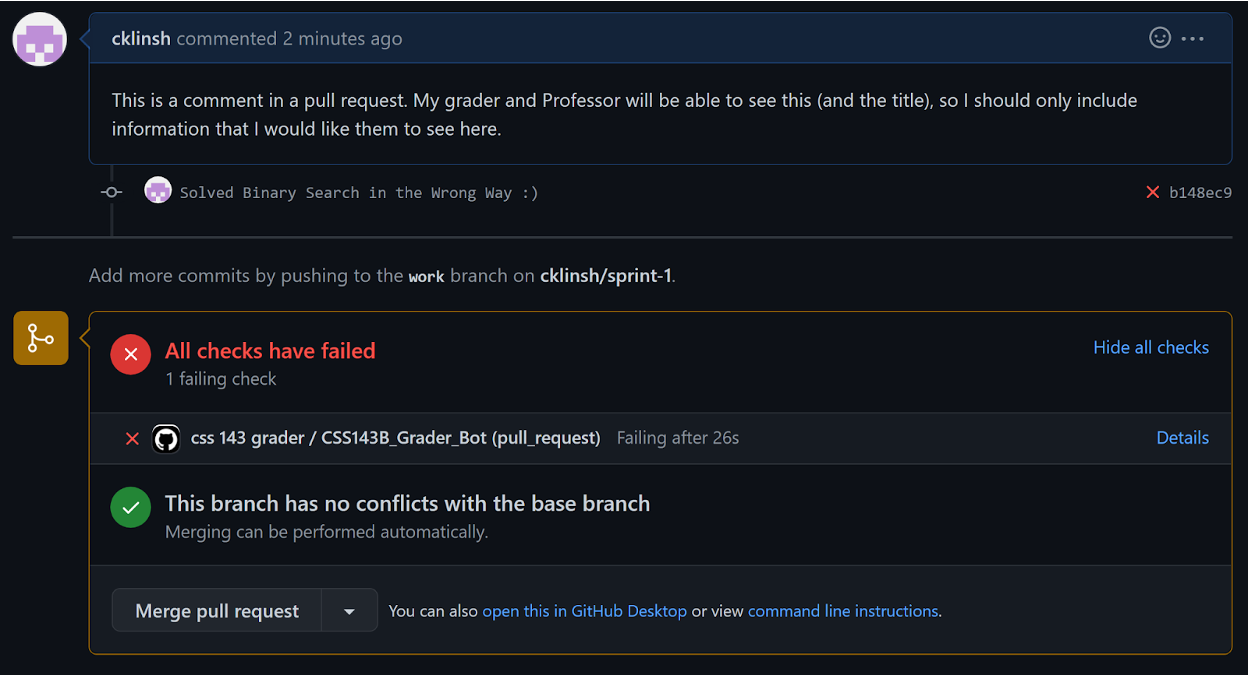 cklinsh commented 2 minutes ago
This is a comment in a pull request. My grader and Professor will be able to see this (and the title), so I should only include
information that I would like them to see here.
Solved Binary Search in the Wrong Way :) b148ec9
Add more commits by pushing to the work branch on cklinsh/sprint-1.
All checks have failed
Hide all checks
1 failing check
css 143 grader / CSS143B_Grader_Bot (pull_request) Failing after 26s Details
This branch has no conflicts with the base branch
Merging can be performed automatically.
Merge pull request You can also open this in GitHub Desktop or view command line instructions.